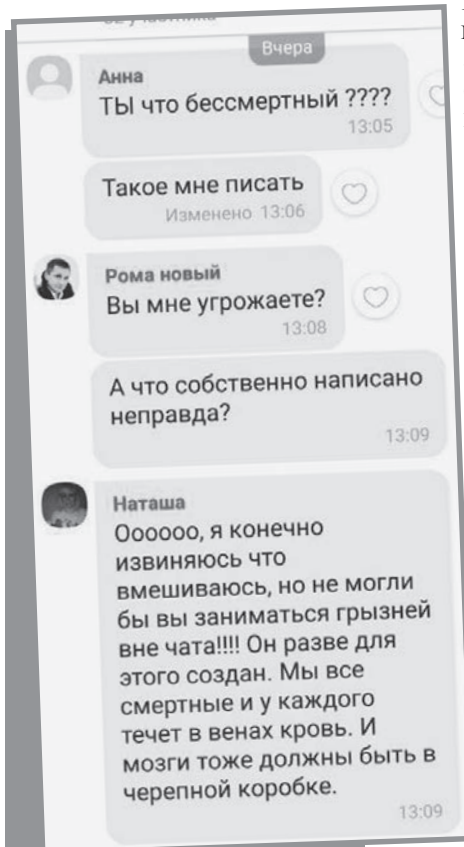 Вчера
Анна
ТЫ что бессмертный ????
13:05
Такое мне писать
Изменено 13:06
Рома новый
Вы мне угрожаете?
13:08
А что собственно написано
неправда?
13:09
Наташа
Оооооо, я конечно
извиняюсь что
вмешиваюсь, но не могли
бы вы заниматься грызней
вне чата!!!! Он разве для
этого создан. Мы все
смертные и у каждого
течет в венах кровь. И
мозги тоже должны быть в
черепной коробке.
13:09